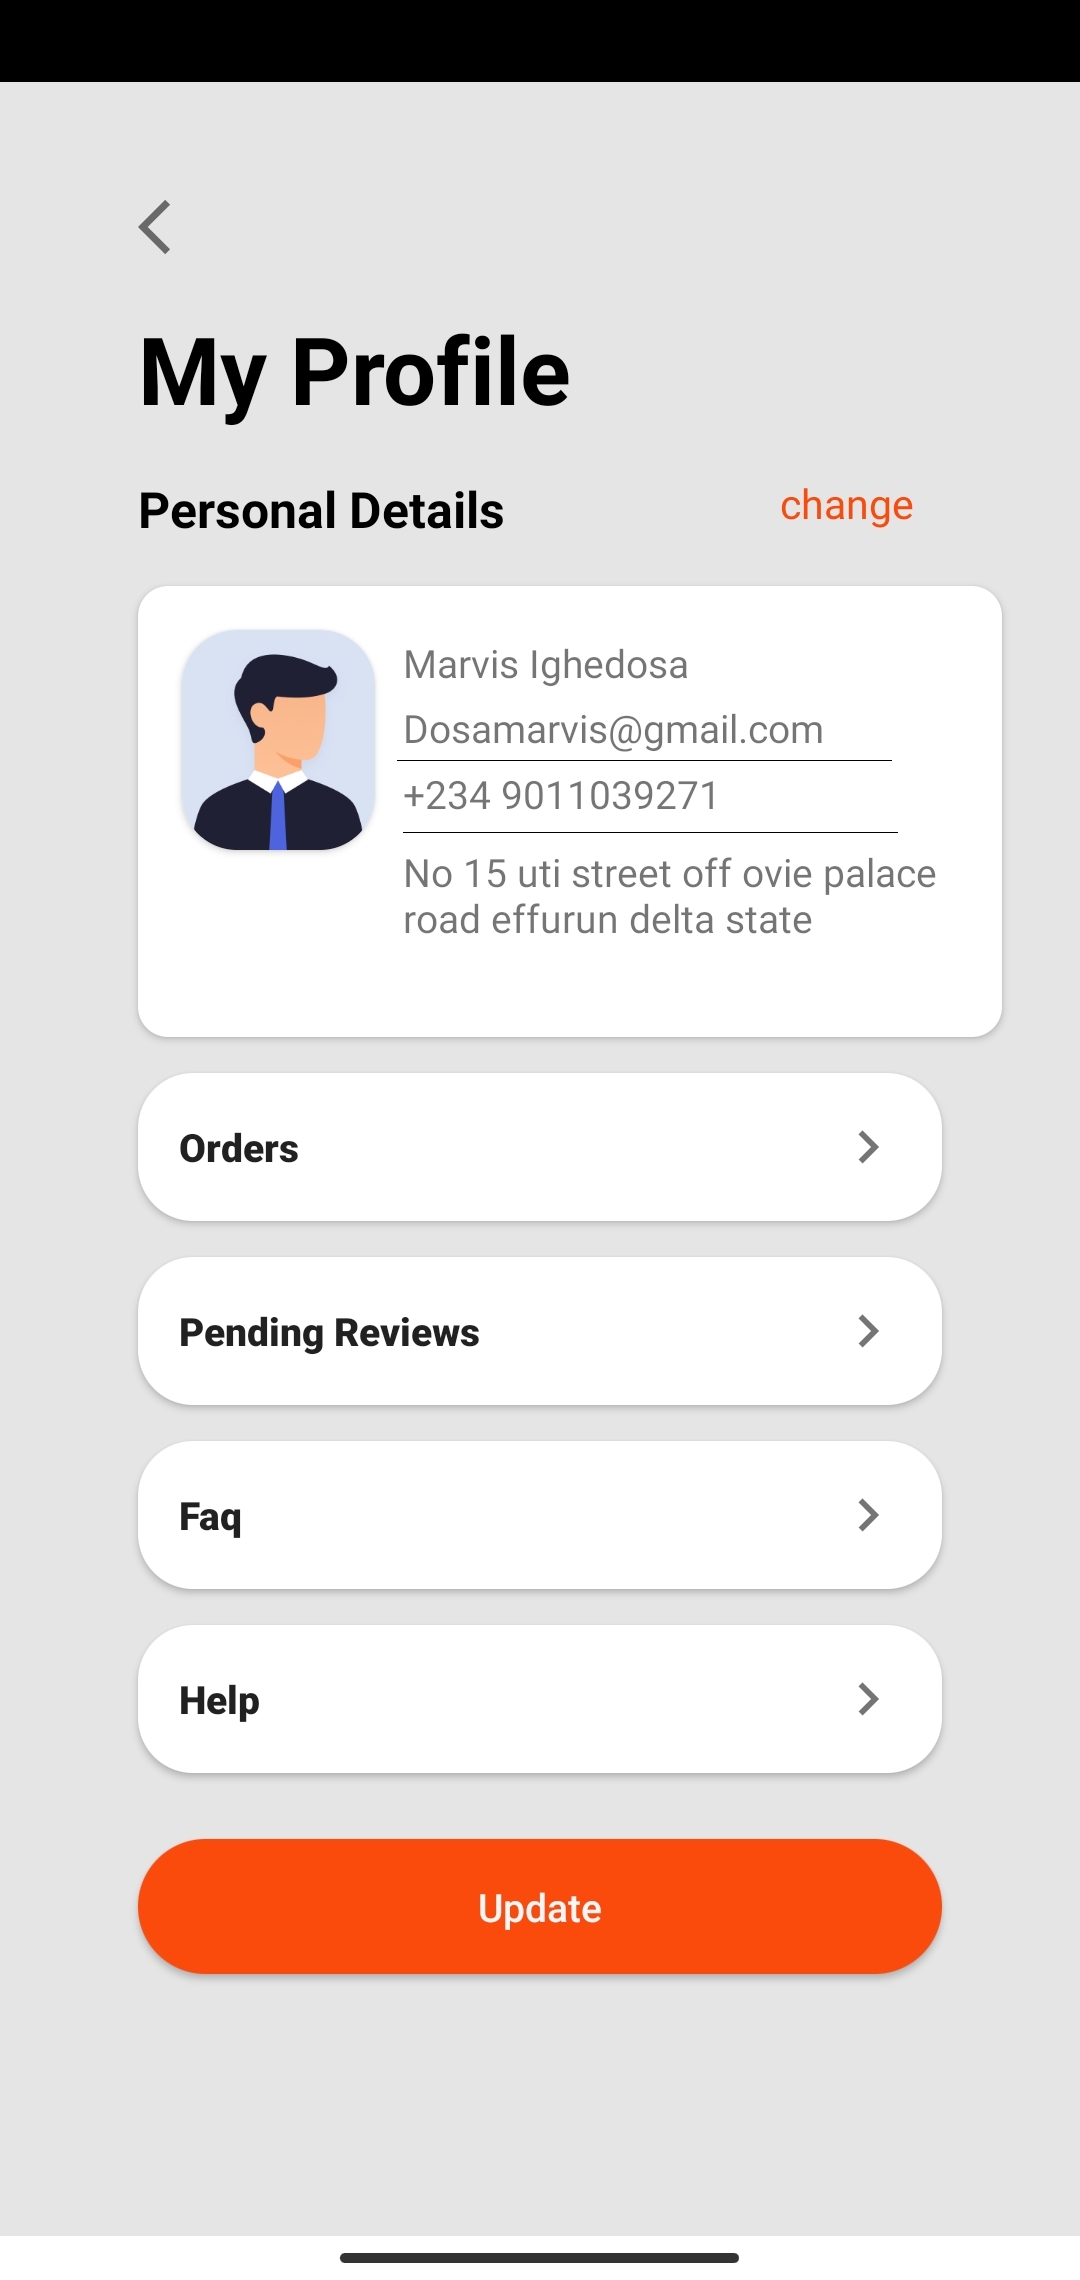 My Profile
Personal Details
change
Marvis Ighedosa
Dosamarvis@gmail.com
+234 9011039271
No 15 uti street off ovie palace
road effurun delta state
Orders
Pending Reviews
Faq
Help
Update